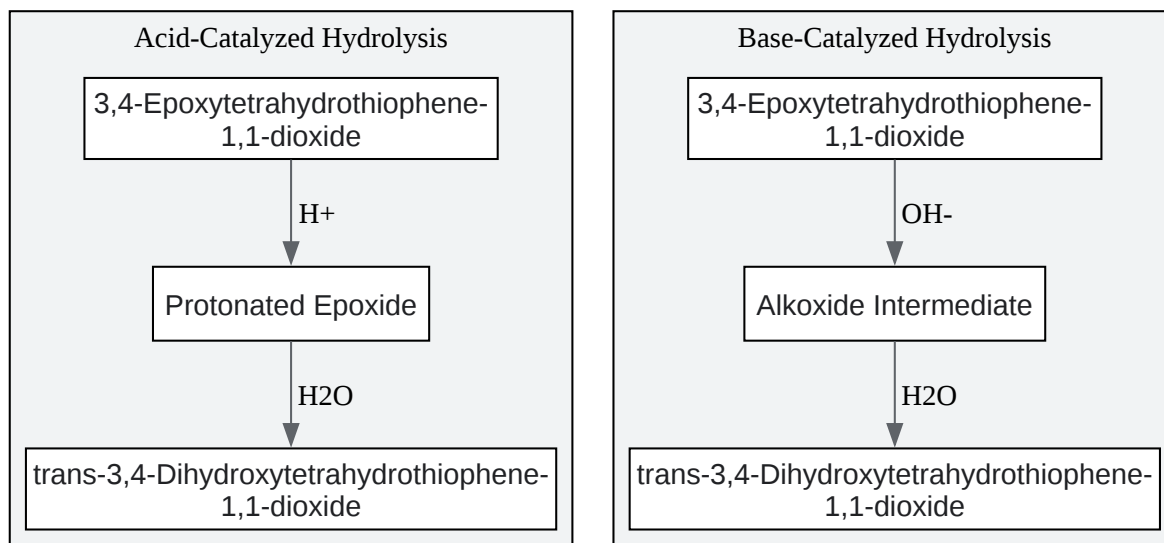 Acid-Catalyzed Hydrolysis
3,4-Epoxytetrahydrothiophene-
1,1-dioxide
H+
Protonated Epoxide
H2O
trans-3,4-Dihydroxytetrahydrothiophene-
1,1-dioxide
Base-Catalyzed Hydrolysis
3,4-Epoxytetrahydrothiophene-
1,1-dioxide
OH-
Alkoxide Intermediate
H2O
trans-3,4-Dihydroxytetrahydrothiophene-
1,1-dioxide